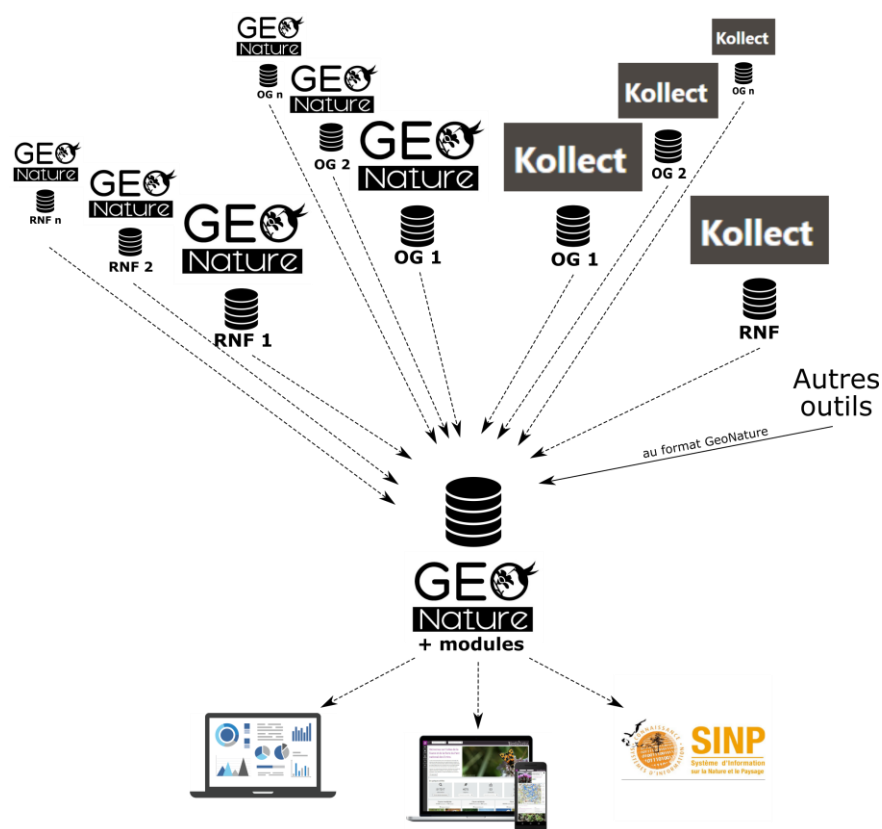 GEO
Nature
OG n
GEO
Nature
OG 2
GEO
Nature
OG 1
Kollect
OG n
Kollect
OG 2
Kollect
OG 1
GEO
Nature
RNF n
GEO
Nature
RNF 2
GEO
Nature
RNF 1
Kollect
RNF
Autres
outils
au format GeoNature
GEO
Nature
+ modules
SINP
Système d'Information
sur la Nature et le Paysage